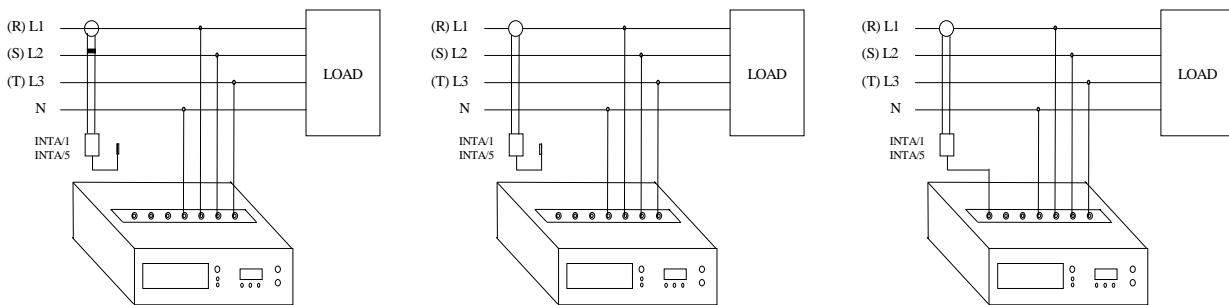 (R) L1
(S) L2
(T) L3
N
INTA/1
INTA/5
LOAD
(R) L1
(S) L2
(T) L3
N
INTA/1
INTA/5
LOAD
(R) L1
(S) L2
(T) L3
N
INTA/1
INTA/5
LOAD